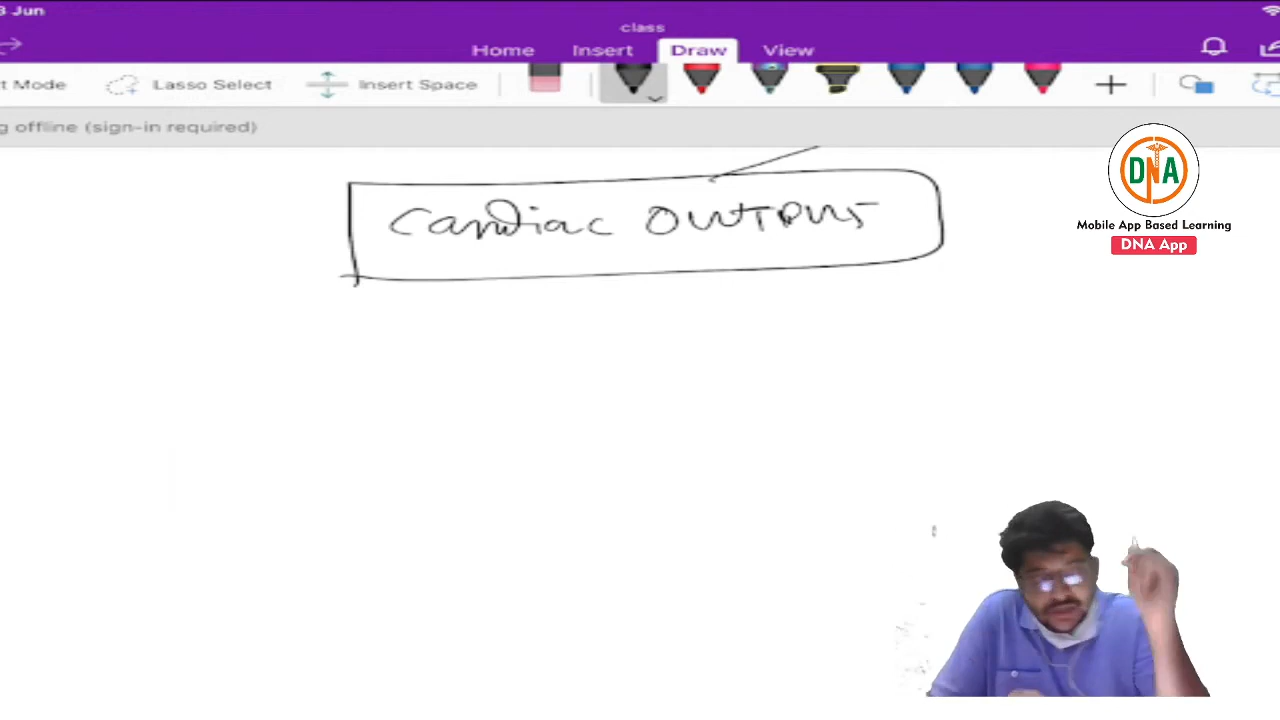 3 Jun
class
Home Insert Draw View
t Mode Lasso Select Insert Space
g offline (sign-in required)
DNA
Mobile App Based Learning
DNA App
Cardiac OUTPUT